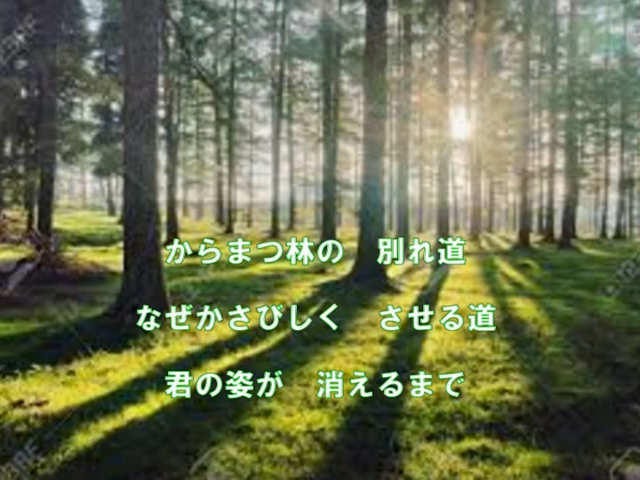 からまつ林の　別れ道
なぜかさびしく　させる道
君の姿が　消えるまで